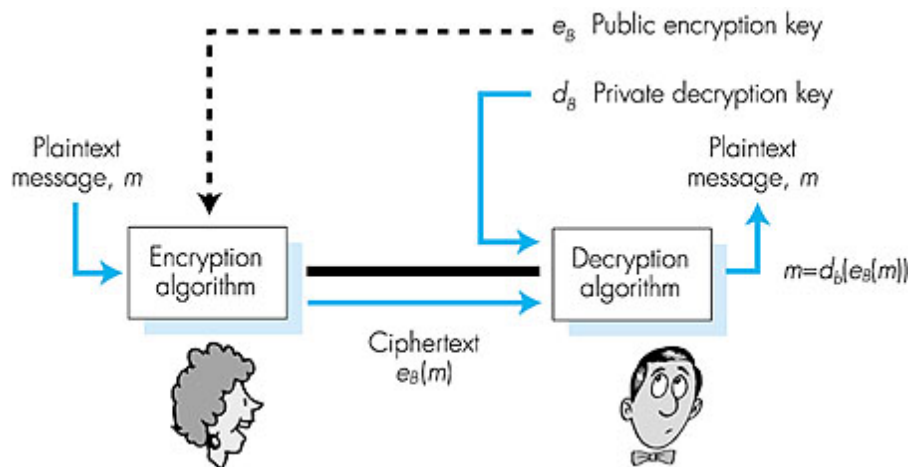 e_B Public encryption key
d_B Private decryption key
Plaintext
message, m
Plaintext
message, m
Encryption
algorithm
Decryption
algorithm
m=d_b(e_B(m))
Ciphertext
e_B(m)